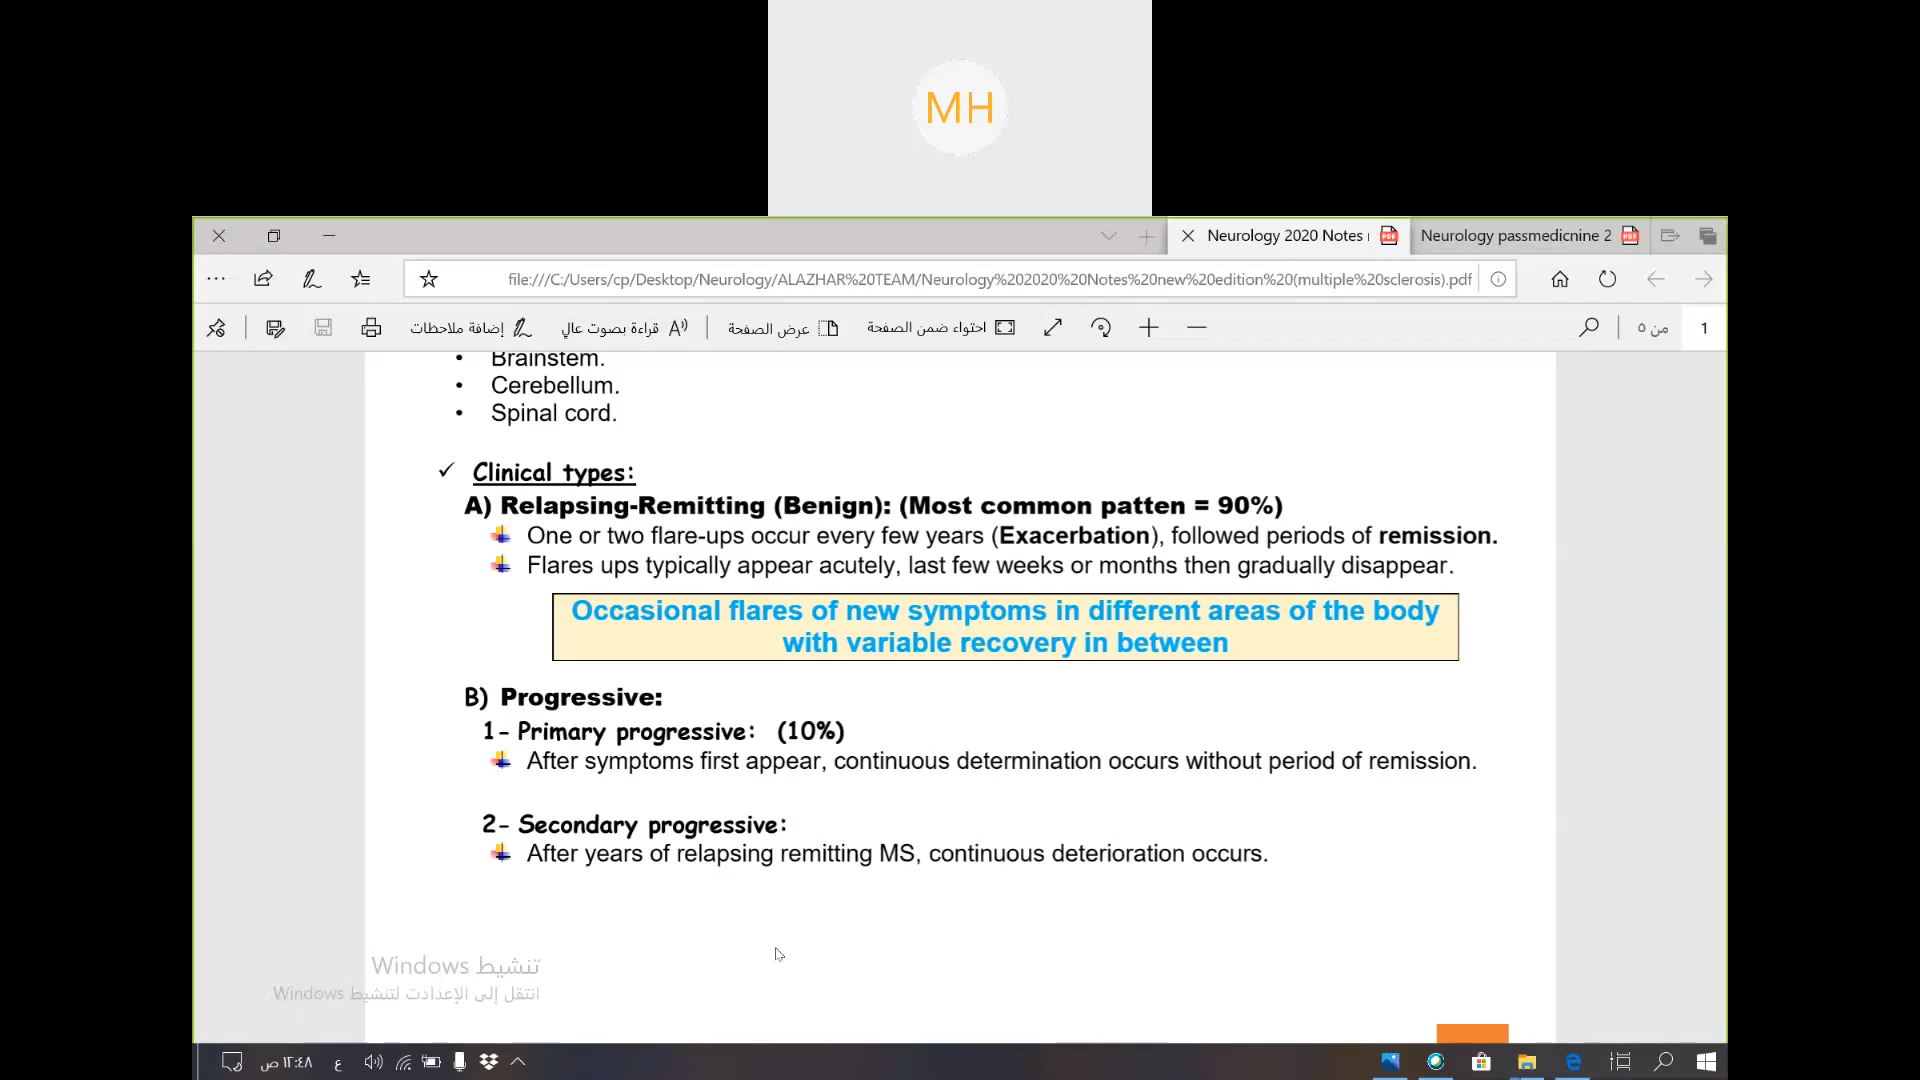 MH
Neurology 2020 Notes
Neurology passmedicnine 2
file:///C:/Users/cp/Desktop/Neurology/ALAZHAR%20TEAM/Neurology%202020%20Notes%20new%20edition%20(multiple%20sclerosis).pdf
إضافة ملاحظات
قراءة بصوت عالٍ
عرض الصفحة
احتواء ضمن الصفحة
من ٥
1
• Brainstem.
• Cerebellum.
• Spinal cord.
✓ Clinical types:
A) Relapsing-Remitting (Benign): (Most common patten = 90%)
One or two flare-ups occur every few years (Exacerbation), followed periods of remission.
Flares ups typically appear acutely, last few weeks or months then gradually disappear.
Occasional flares of new symptoms in different areas of the body
with variable recovery in between
B) Progressive:
1- Primary progressive: (10%)
After symptoms first appear, continuous determination occurs without period of remission.
2- Secondary progressive:
After years of relapsing remitting MS, continuous deterioration occurs.
تنشيط Windows
انتقل إلى الإعدادت لتنشيط Windows.
١٢:٤٨ ص
ع